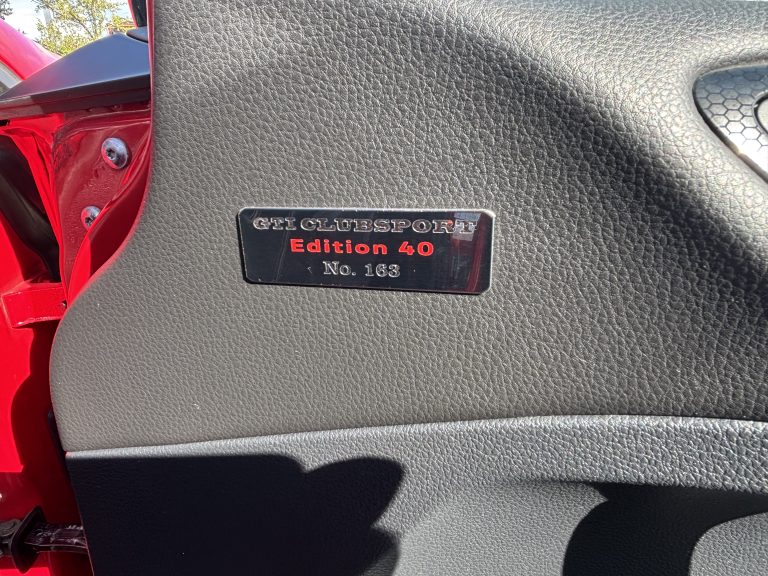 GTI CLUBSPORT
Edition 40
No. 163